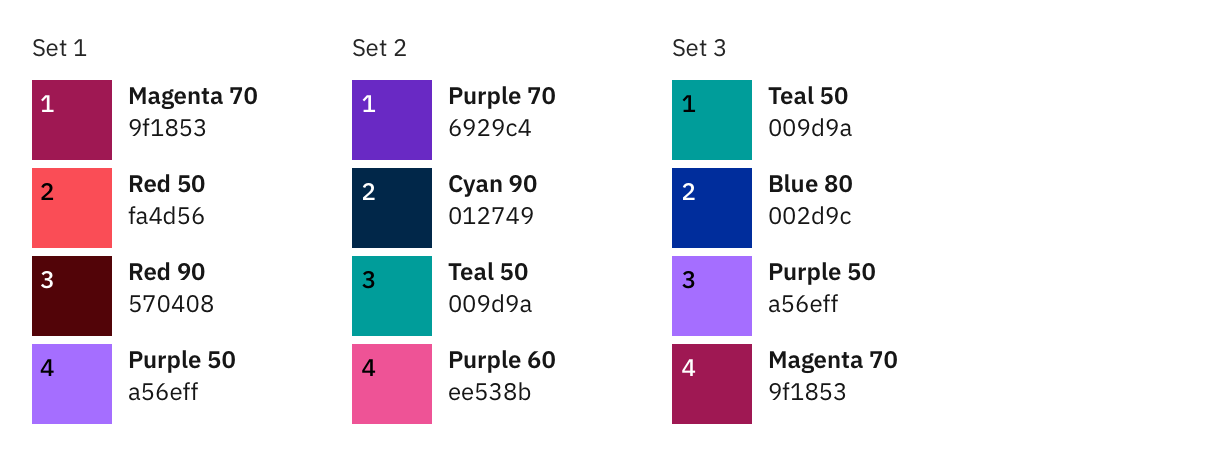 Set 1
1
Magenta 70
9f1853
2
Red 50
fa4d56
3
Red 90
570408
4
Purple 50
a56eff
Set 2
1
Purple 70
6929c4
2
Cyan 90
012749
3
Teal 50
009d9a
4
Purple 60
ee538b
Set 3
1
Teal 50
009d9a
2
Blue 80
002d9c
3
Purple 50
a56eff
4
Magenta 70
9f1853